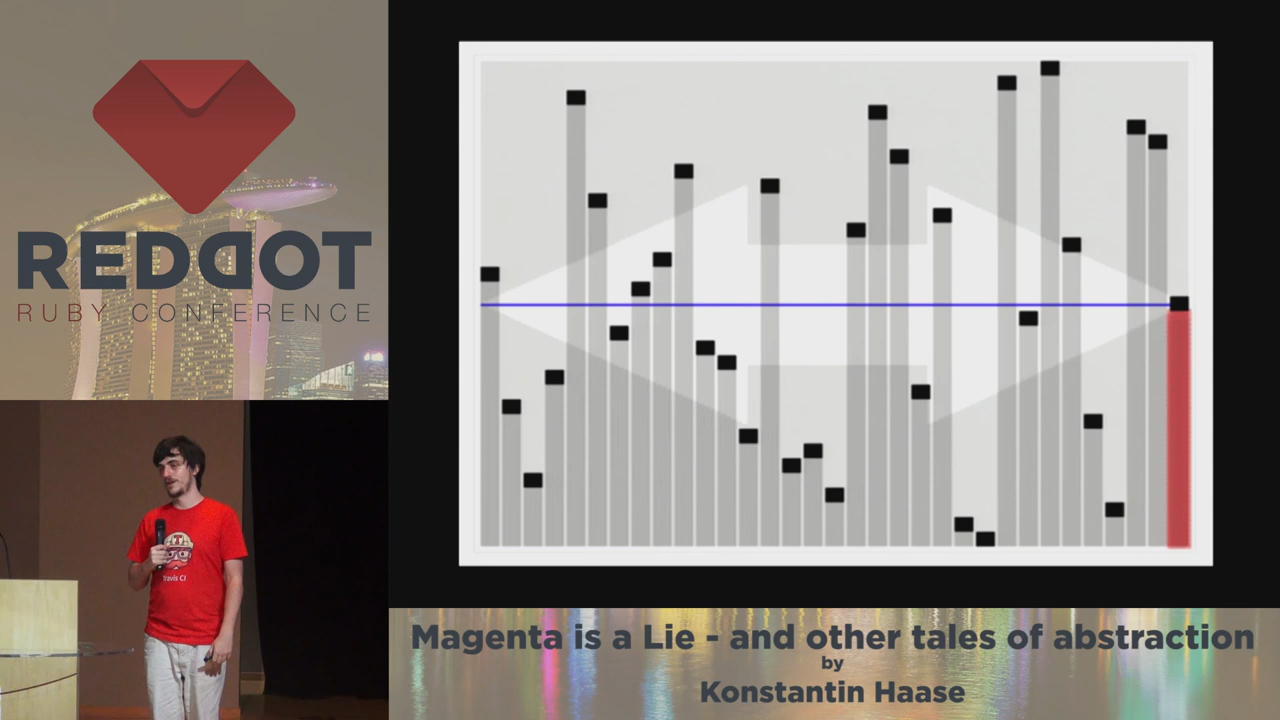 REDDOT
RUBY CONFERENCE
Travis CI
Magenta is a Lie - and other tales of abstraction
by
Konstantin Haase